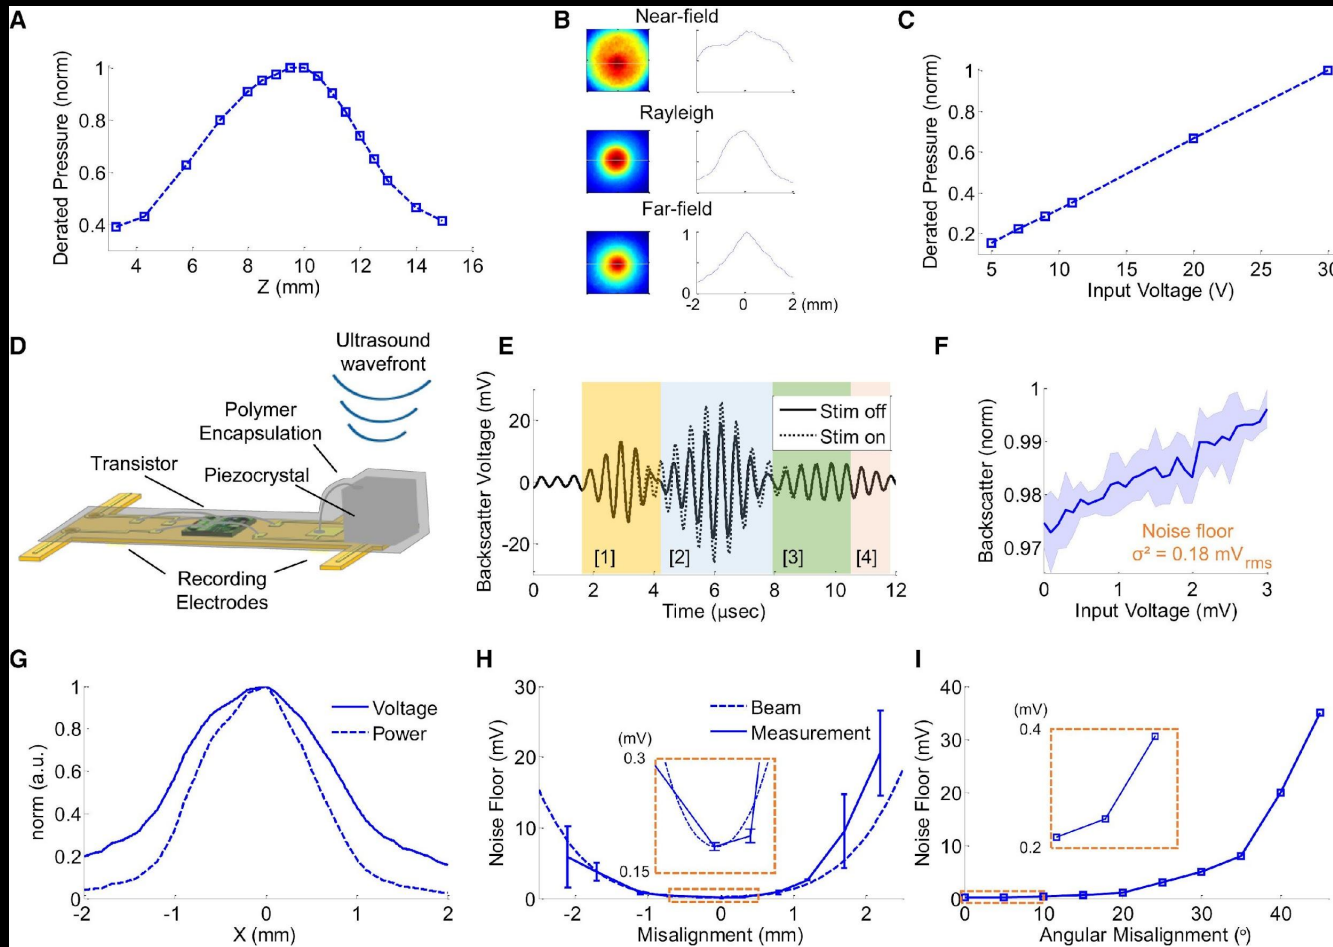 A
Derated Pressure (norm)
1
0.8
0.6
0.4
4 6 8 10 12 14 16
Z (mm)
B
Near-field
Rayleigh
Far-field
1
0
-2 0 2 (mm)
C
Derated Pressure (norm)
1
0.8
0.6
0.4
0.2
5 10 15 20 25 30
Input Voltage (V)
D
Ultrasound
wavefront
Polymer
Encapsulation
Transistor
Piezocrystal
Recording
Electrodes
E
Backscatter Voltage (mV)
20
0
-20
Stim off
Stim on
[1] [2] [3] [4]
0 2 4 6 8 10 12
Time (μsec)
F
Backscatter (norm)
1
0.99
0.98
0.97
Noise floor
σ² = 0.18 mVrms
0 1 2 3
Input Voltage (mV)
G
norm (a.u.)
1
0.8
0.6
0.4
0.2
0
Voltage
Power
-2 -1 0 1 2
X (mm)
H
Noise Floor (mV)
30
20
10
0
Beam
Measurement
(mV)
0.3
0.15
-2 -1 0 1 2
Misalignment (mm)
I
Noise Floor (mV)
40
30
20
10
0
(mV)
0.4
0.2
0 10 20 30 40
Angular Misalignment (º)